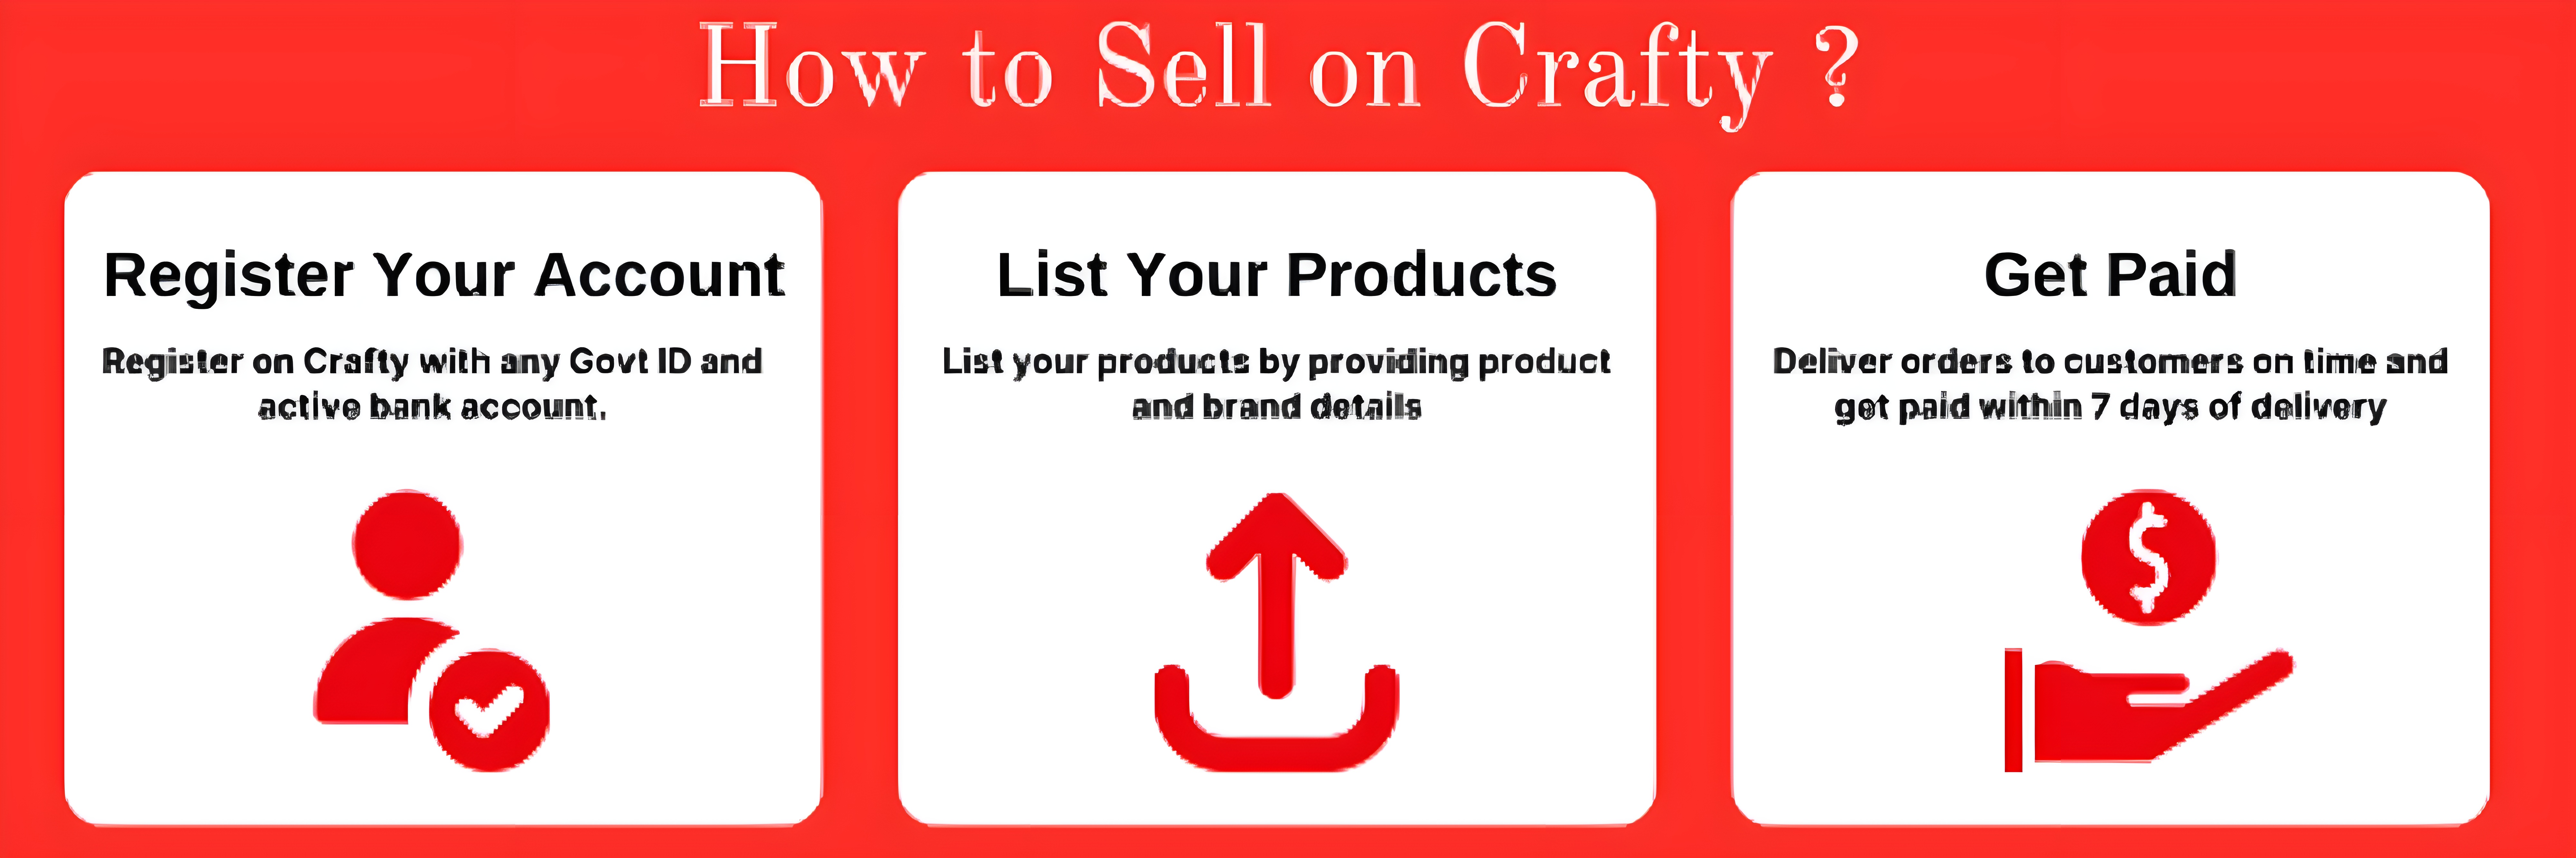 How to Sell on Crafty ?
Register Your Account
Register on Crafty with any Govt ID and
active bank account.
List Your Products
List your products by providing product
and brand details
Get Paid
Deliver orders to customers on time and
get paid within 7 days of delivery
$